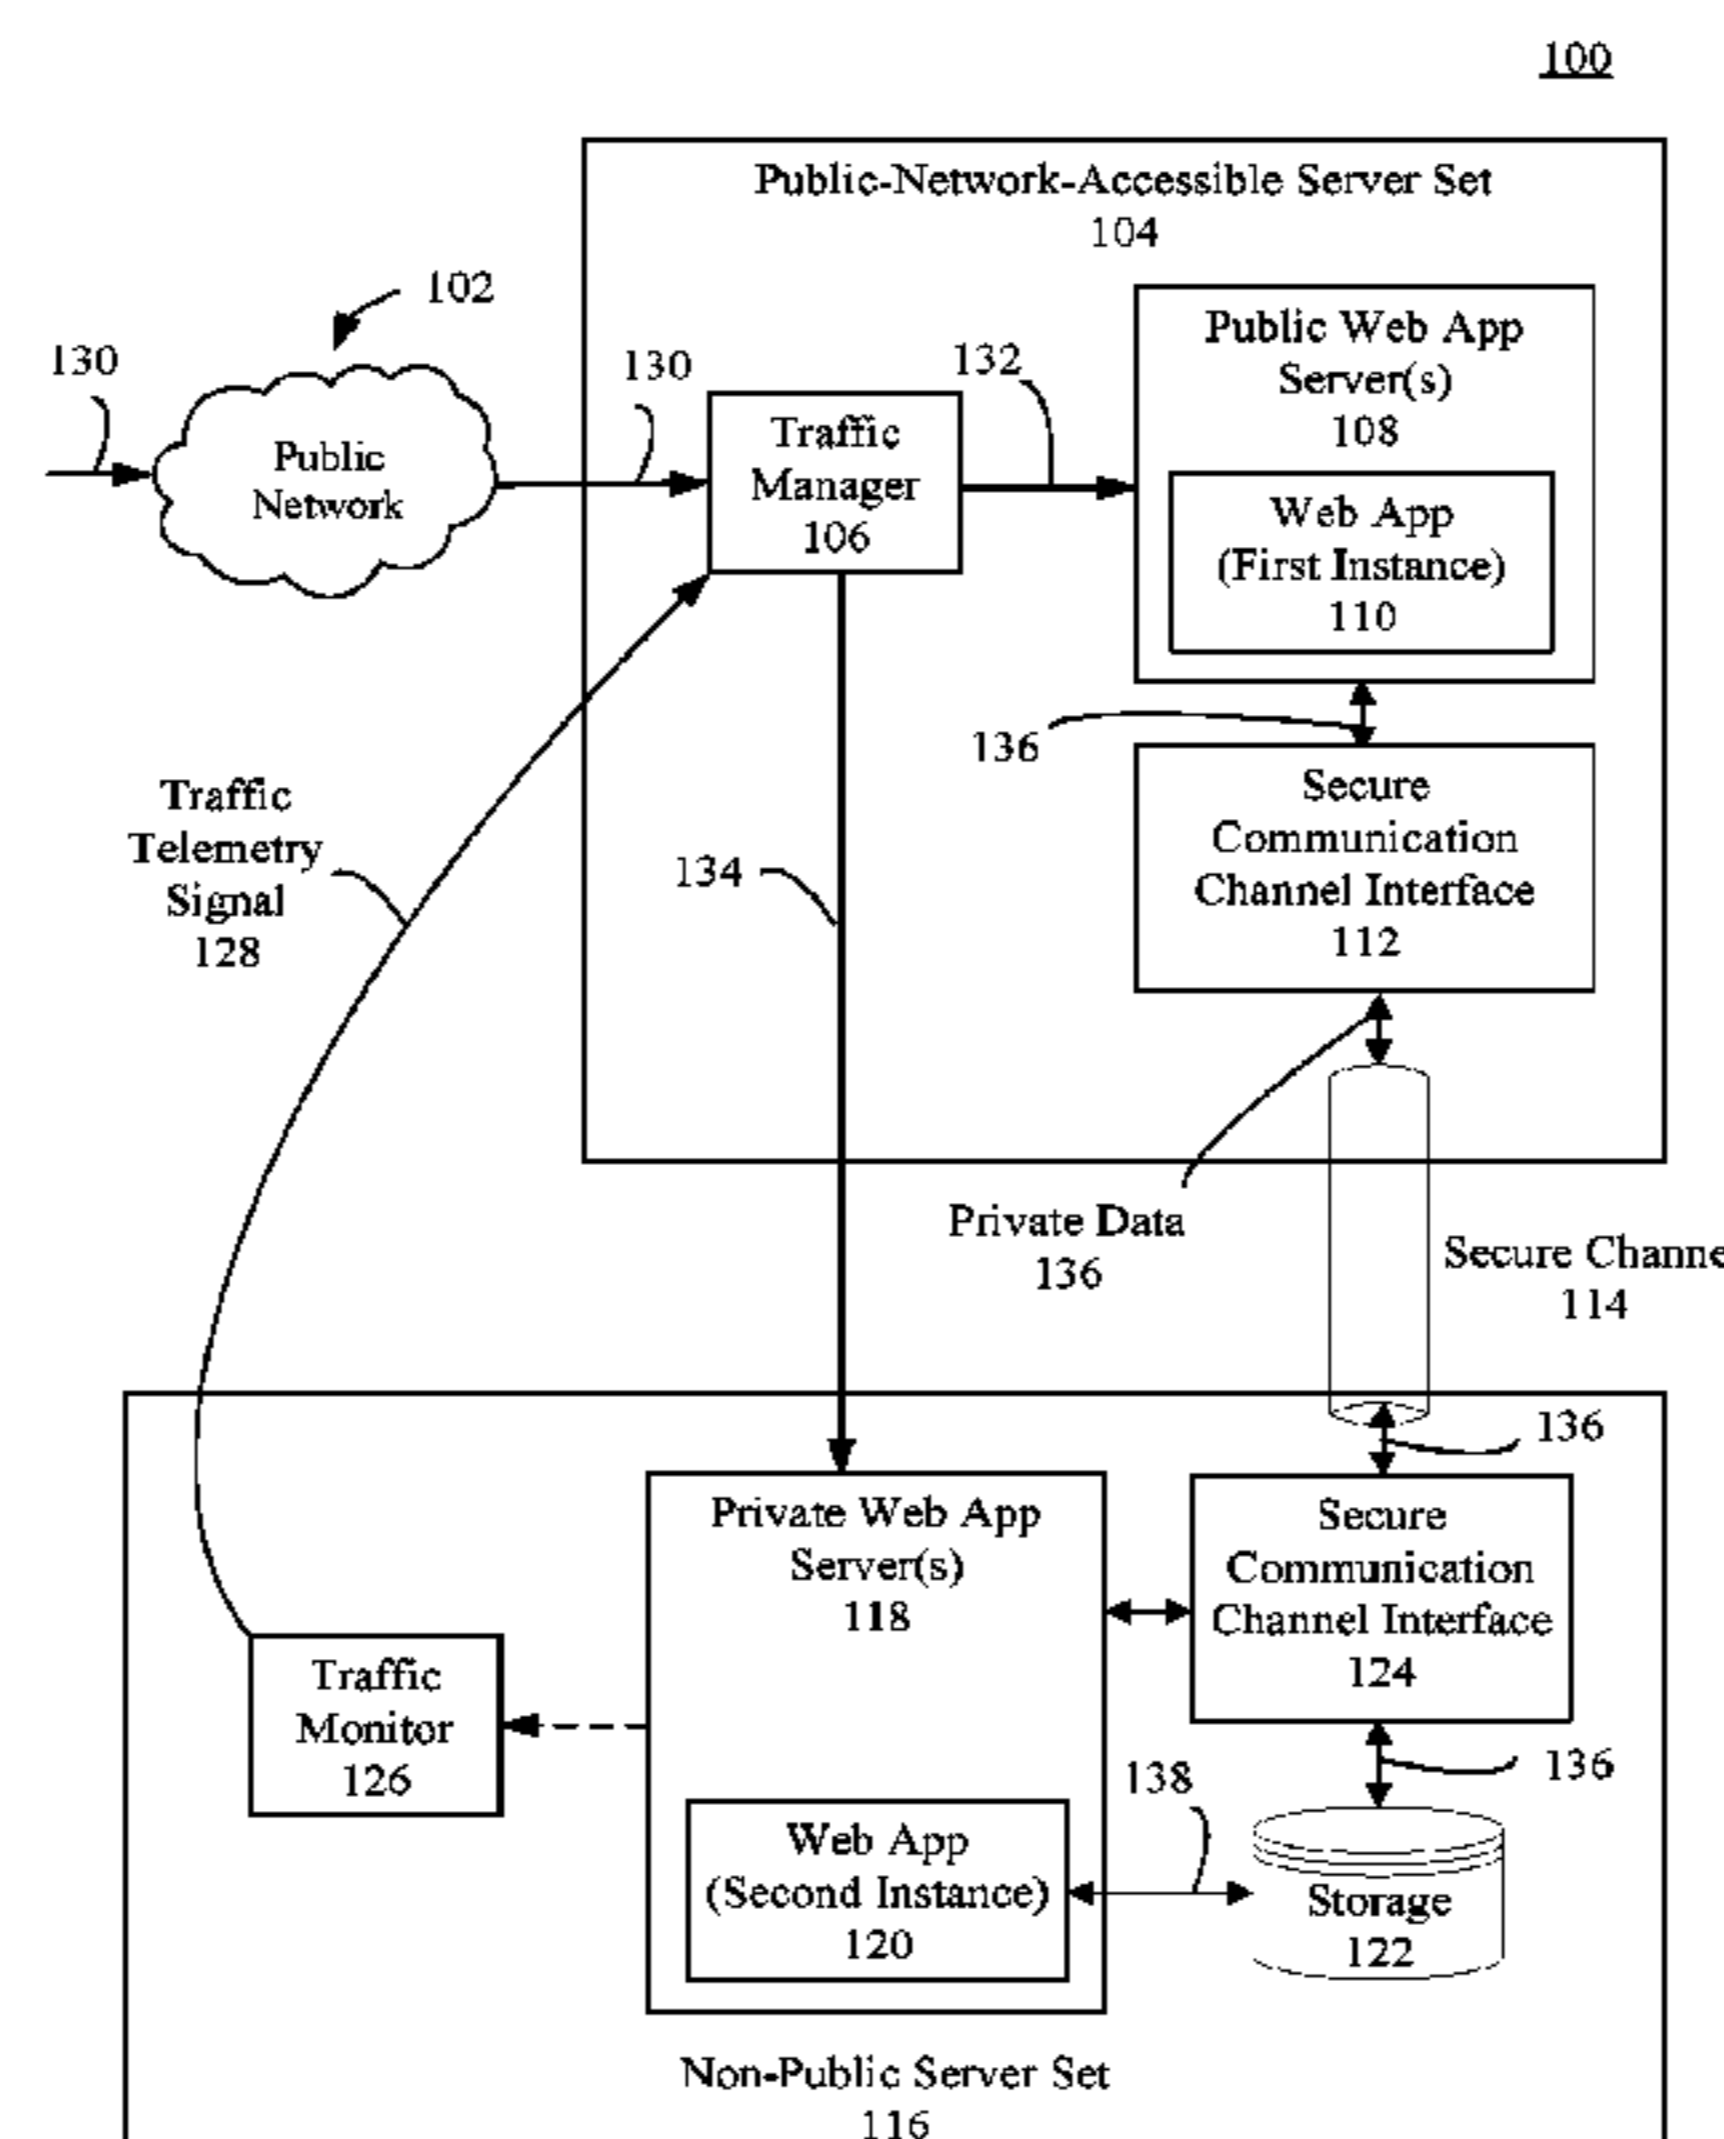 100
Public-Network-Accessible Server Set
104
102
130
Public
Network
130
Traffic
Manager
106
132
Public Web App
Server(s)
108
Web App
(First Instance)
110
136
Secure
Communication
Channel Interface
112
Traffic
Telemetry
Signal
128
134
Private Data
136
Secure Channe
114
136
Private Web App
Server(s)
118
Secure
Communication
Channel Interface
124
Traffic
Monitor
126
136
138
Web App
(Second Instance)
120
Storage
122
Non-Public Server Set
116